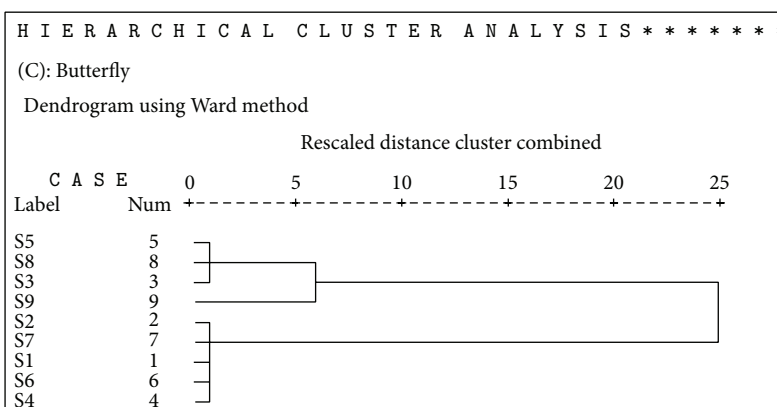 H I E R A R C H I C A L C L U S T E R A N A L Y S I S * * * * * *
(C): Butterfly
Dendrogram using Ward method
Rescaled distance cluster combined
C A S E 0 5 10 15 20 25
Label Num
S5 5
S8 8
S3 3
S9 9
S2 2
S7 7
S1 1
S6 6
S4 4